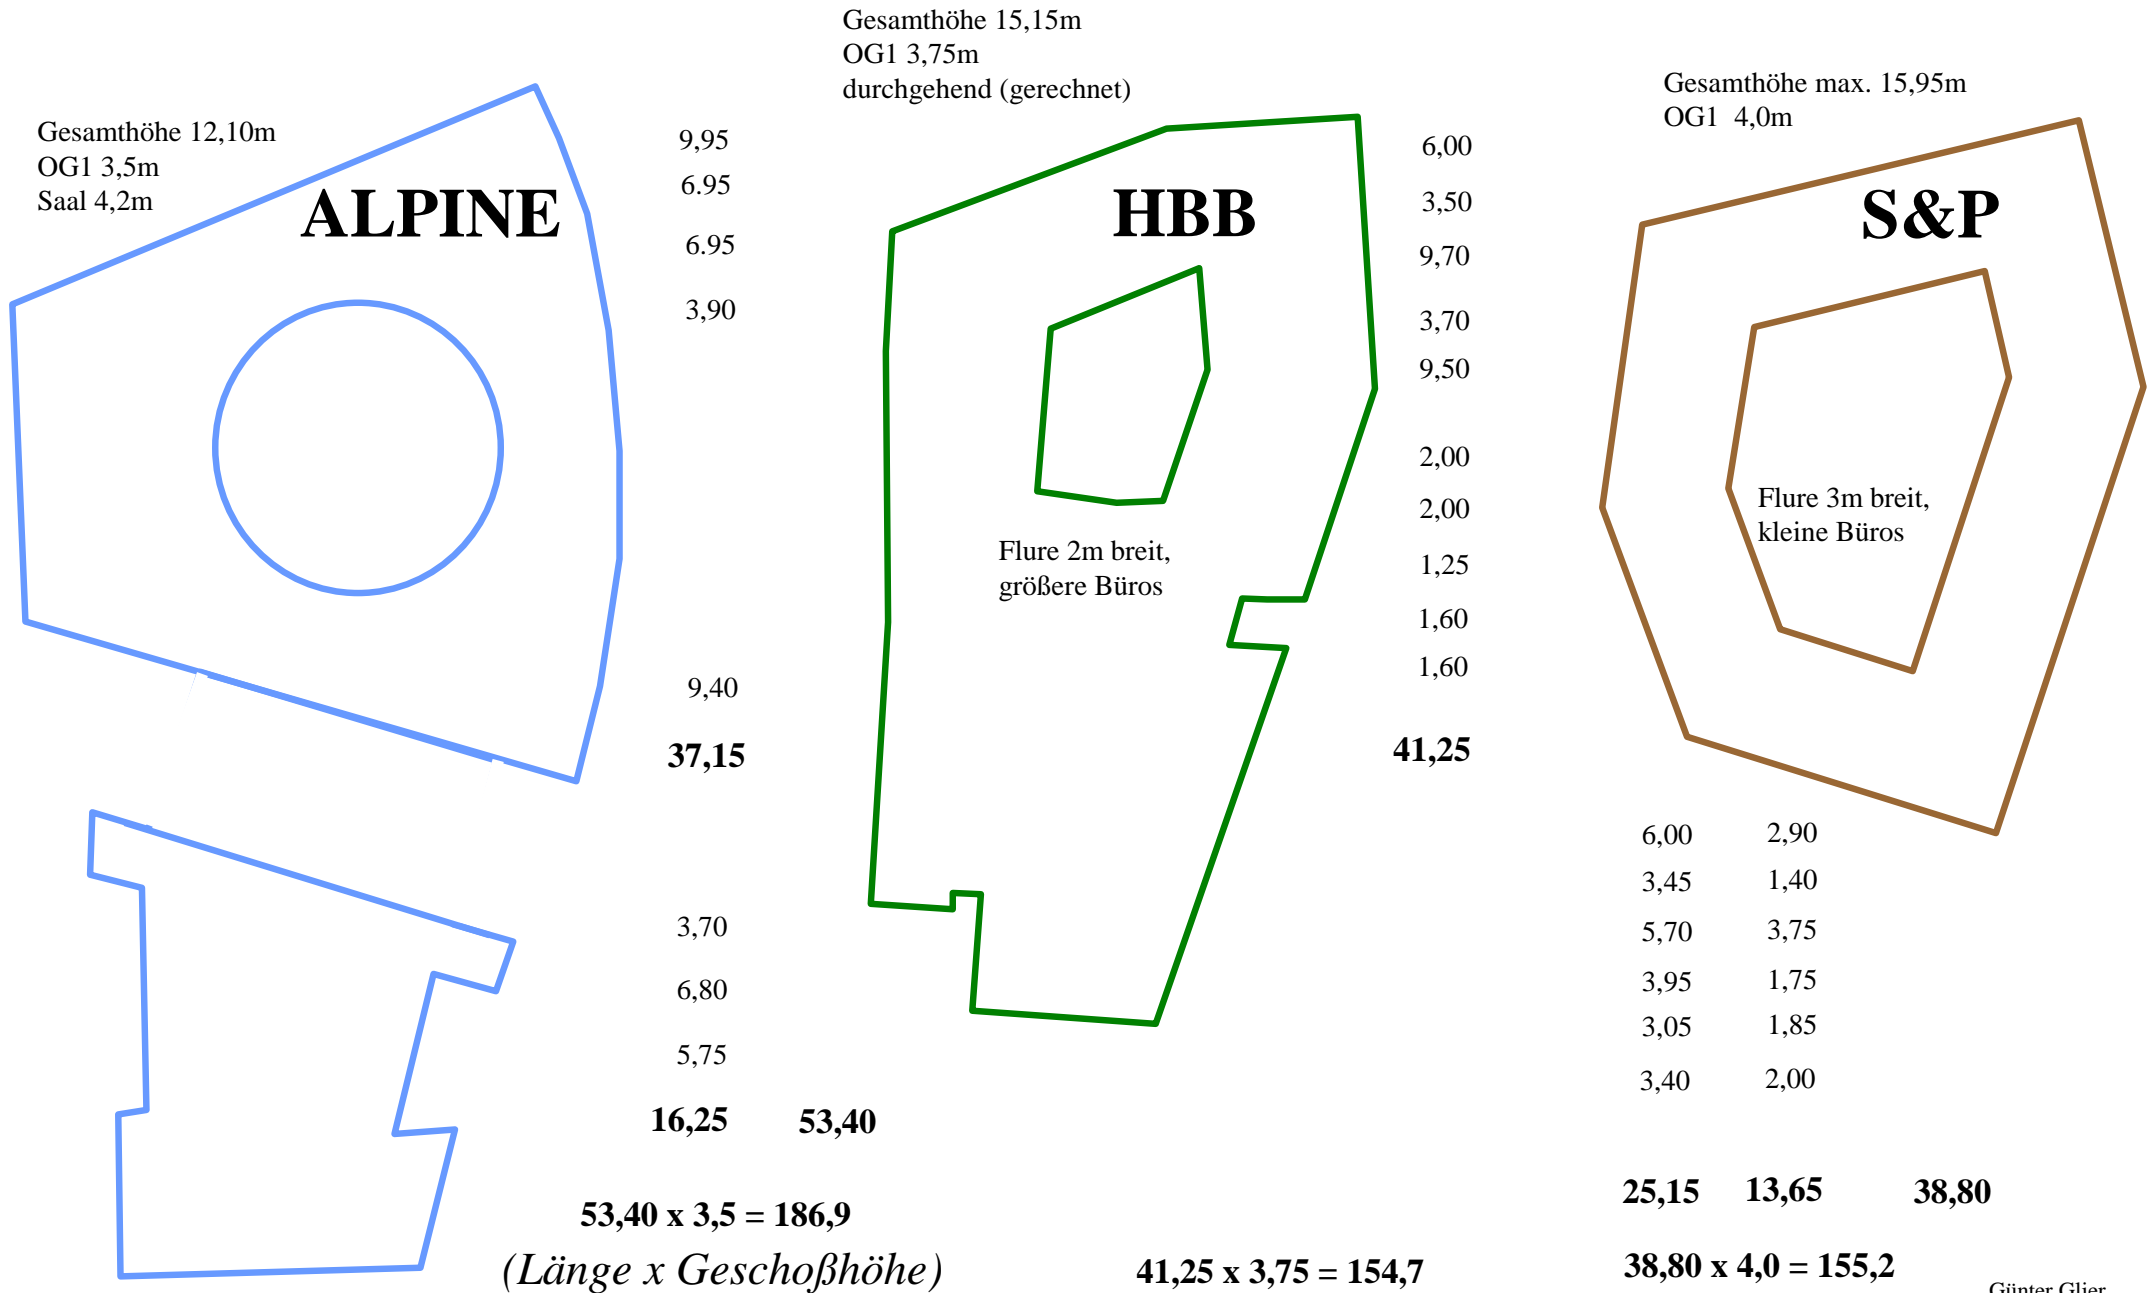 Gesamthöhe 12,10m
OG1 3,5m
Saal 4,2m
ALPINE
9,95
6.95
6.95
3,90
9,40
37,15
3,70
6,80
5,75
16,25 53,40
53,40 x 3,5 = 186,9
(Länge x Geschoßhöhe)
Gesamthöhe 15,15m
OG1 3,75m
durchgehend (gerechnet)
HBB
Flure 2m breit,
größere Büros
6,00
3,50
9,70
3,70
9,50
2,00
2,00
1,25
1,60
1,60
41,25
41,25 x 3,75 = 154,7
Gesamthöhe max. 15,95m
OG1 4,0m
S&P
Flure 3m breit,
kleine Büros
6,00 2,90
3,45 1,40
5,70 3,75
3,95 1,75
3,05 1,85
3,40 2,00
25,15 13,65 38,80
38,80 x 4,0 = 155,2
Günter Glier